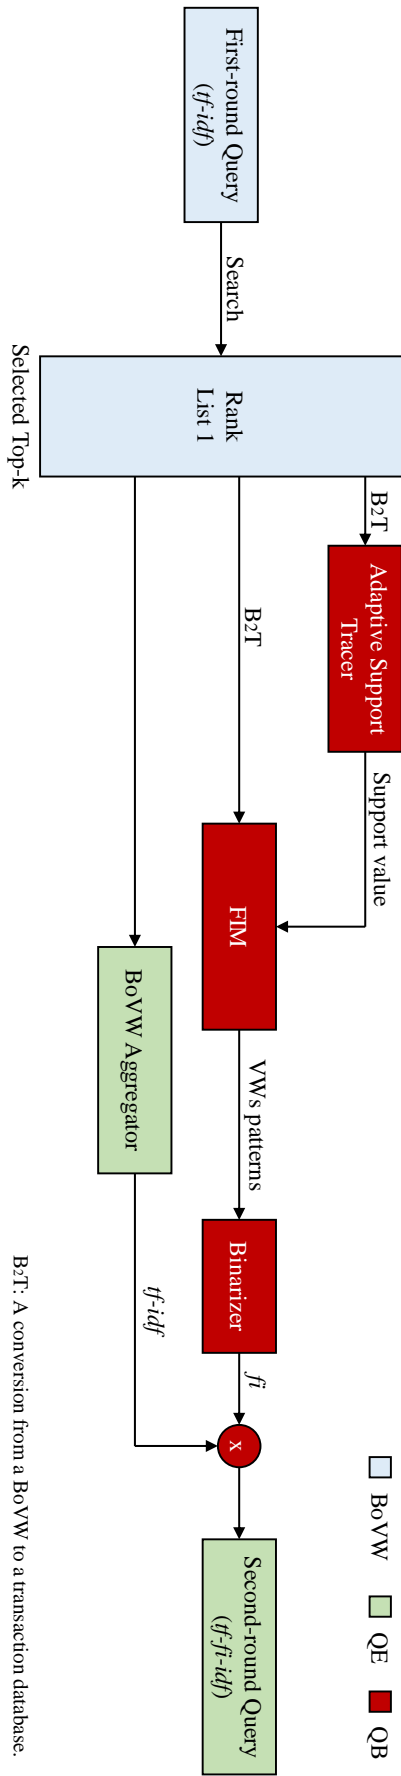 BoVW
QE
QB
First-round Query
(tf-idf)
Search
Rank
List 1
Selected Top-k
B2T
Adaptive Support
Tracer
Support value
B2T
FIM
VWs patterns
Binarizer
fi
x
BoVW Aggregator
tf-idf
Second-round Query
(tf-fi-idf)
B2T: A conversion from a BoVW to a transaction database.